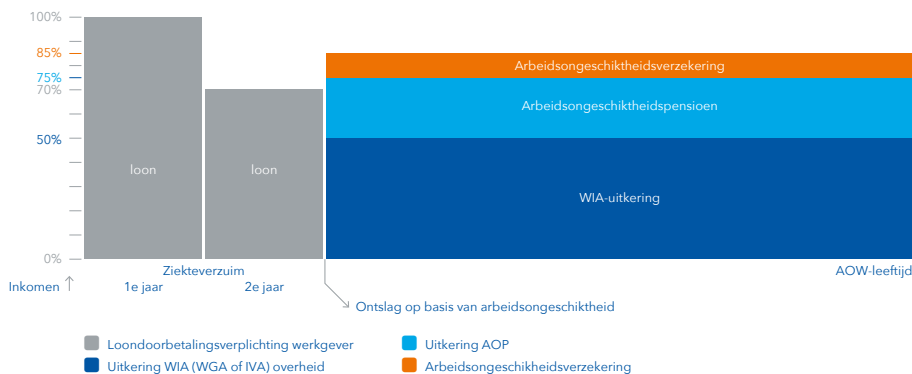 100%
85%
75%
70%
50%
0%
loon
loon
Arbeidsongeschiktheidsverzekering
Arbeidsongeschiktheidspensioen
WIA-uitkering
Ziekteverzuim
AOW-leeftijd
Inkomen
1e jaar
2e jaar
Ontslag op basis van arbeidsongeschiktheid
Loondoorbetalingsverplichting werkgever
Uitkering AOP
Uitkering WIA (WGA of IVA) overheid
Arbeidsongeschikheidsverzekering